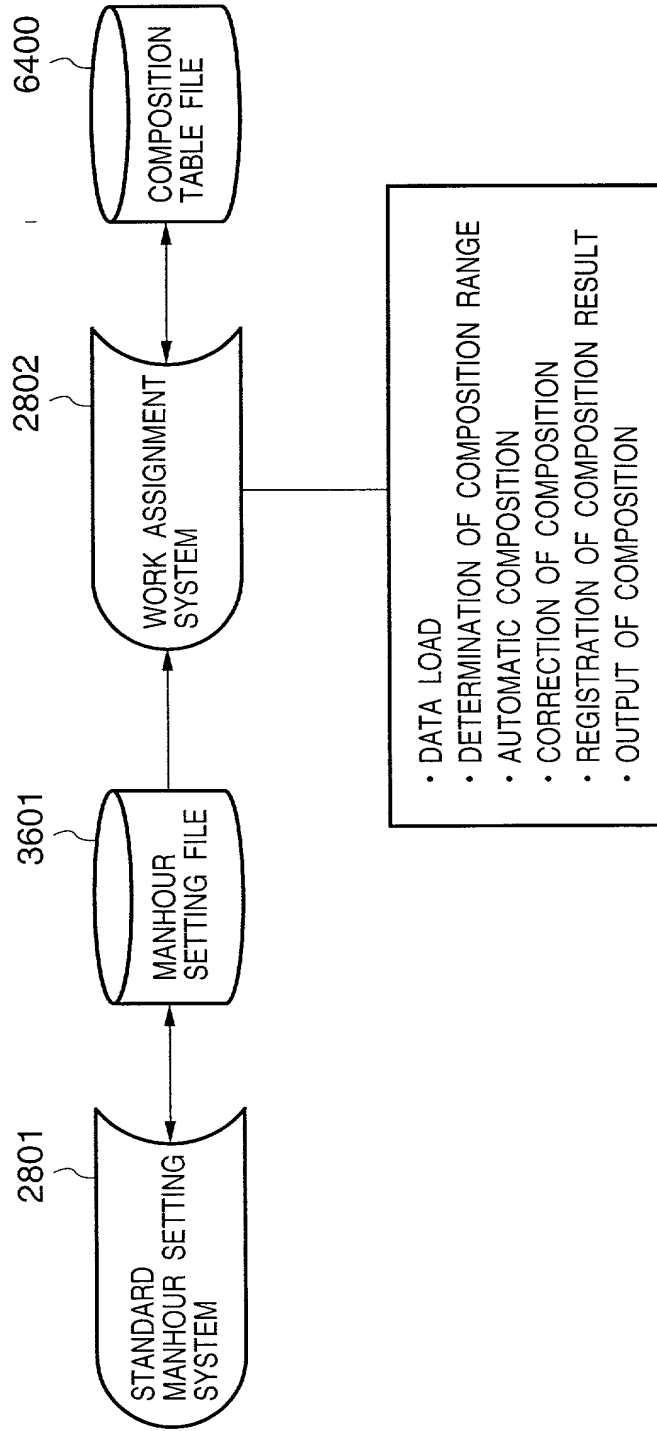 2801
STANDARD
MANHOUR SETTING
SYSTEM
3601
MANHOUR
SETTING FILE
2802
WORK ASSIGNMENT
SYSTEM
6400
COMPOSITION
TABLE FILE
· DATA LOAD
· DETERMINATION OF COMPOSITION RANGE
· AUTOMATIC COMPOSITION
· CORRECTION OF COMPOSITION
· REGISTRATION OF COMPOSITION RESULT
· OUTPUT OF COMPOSITION